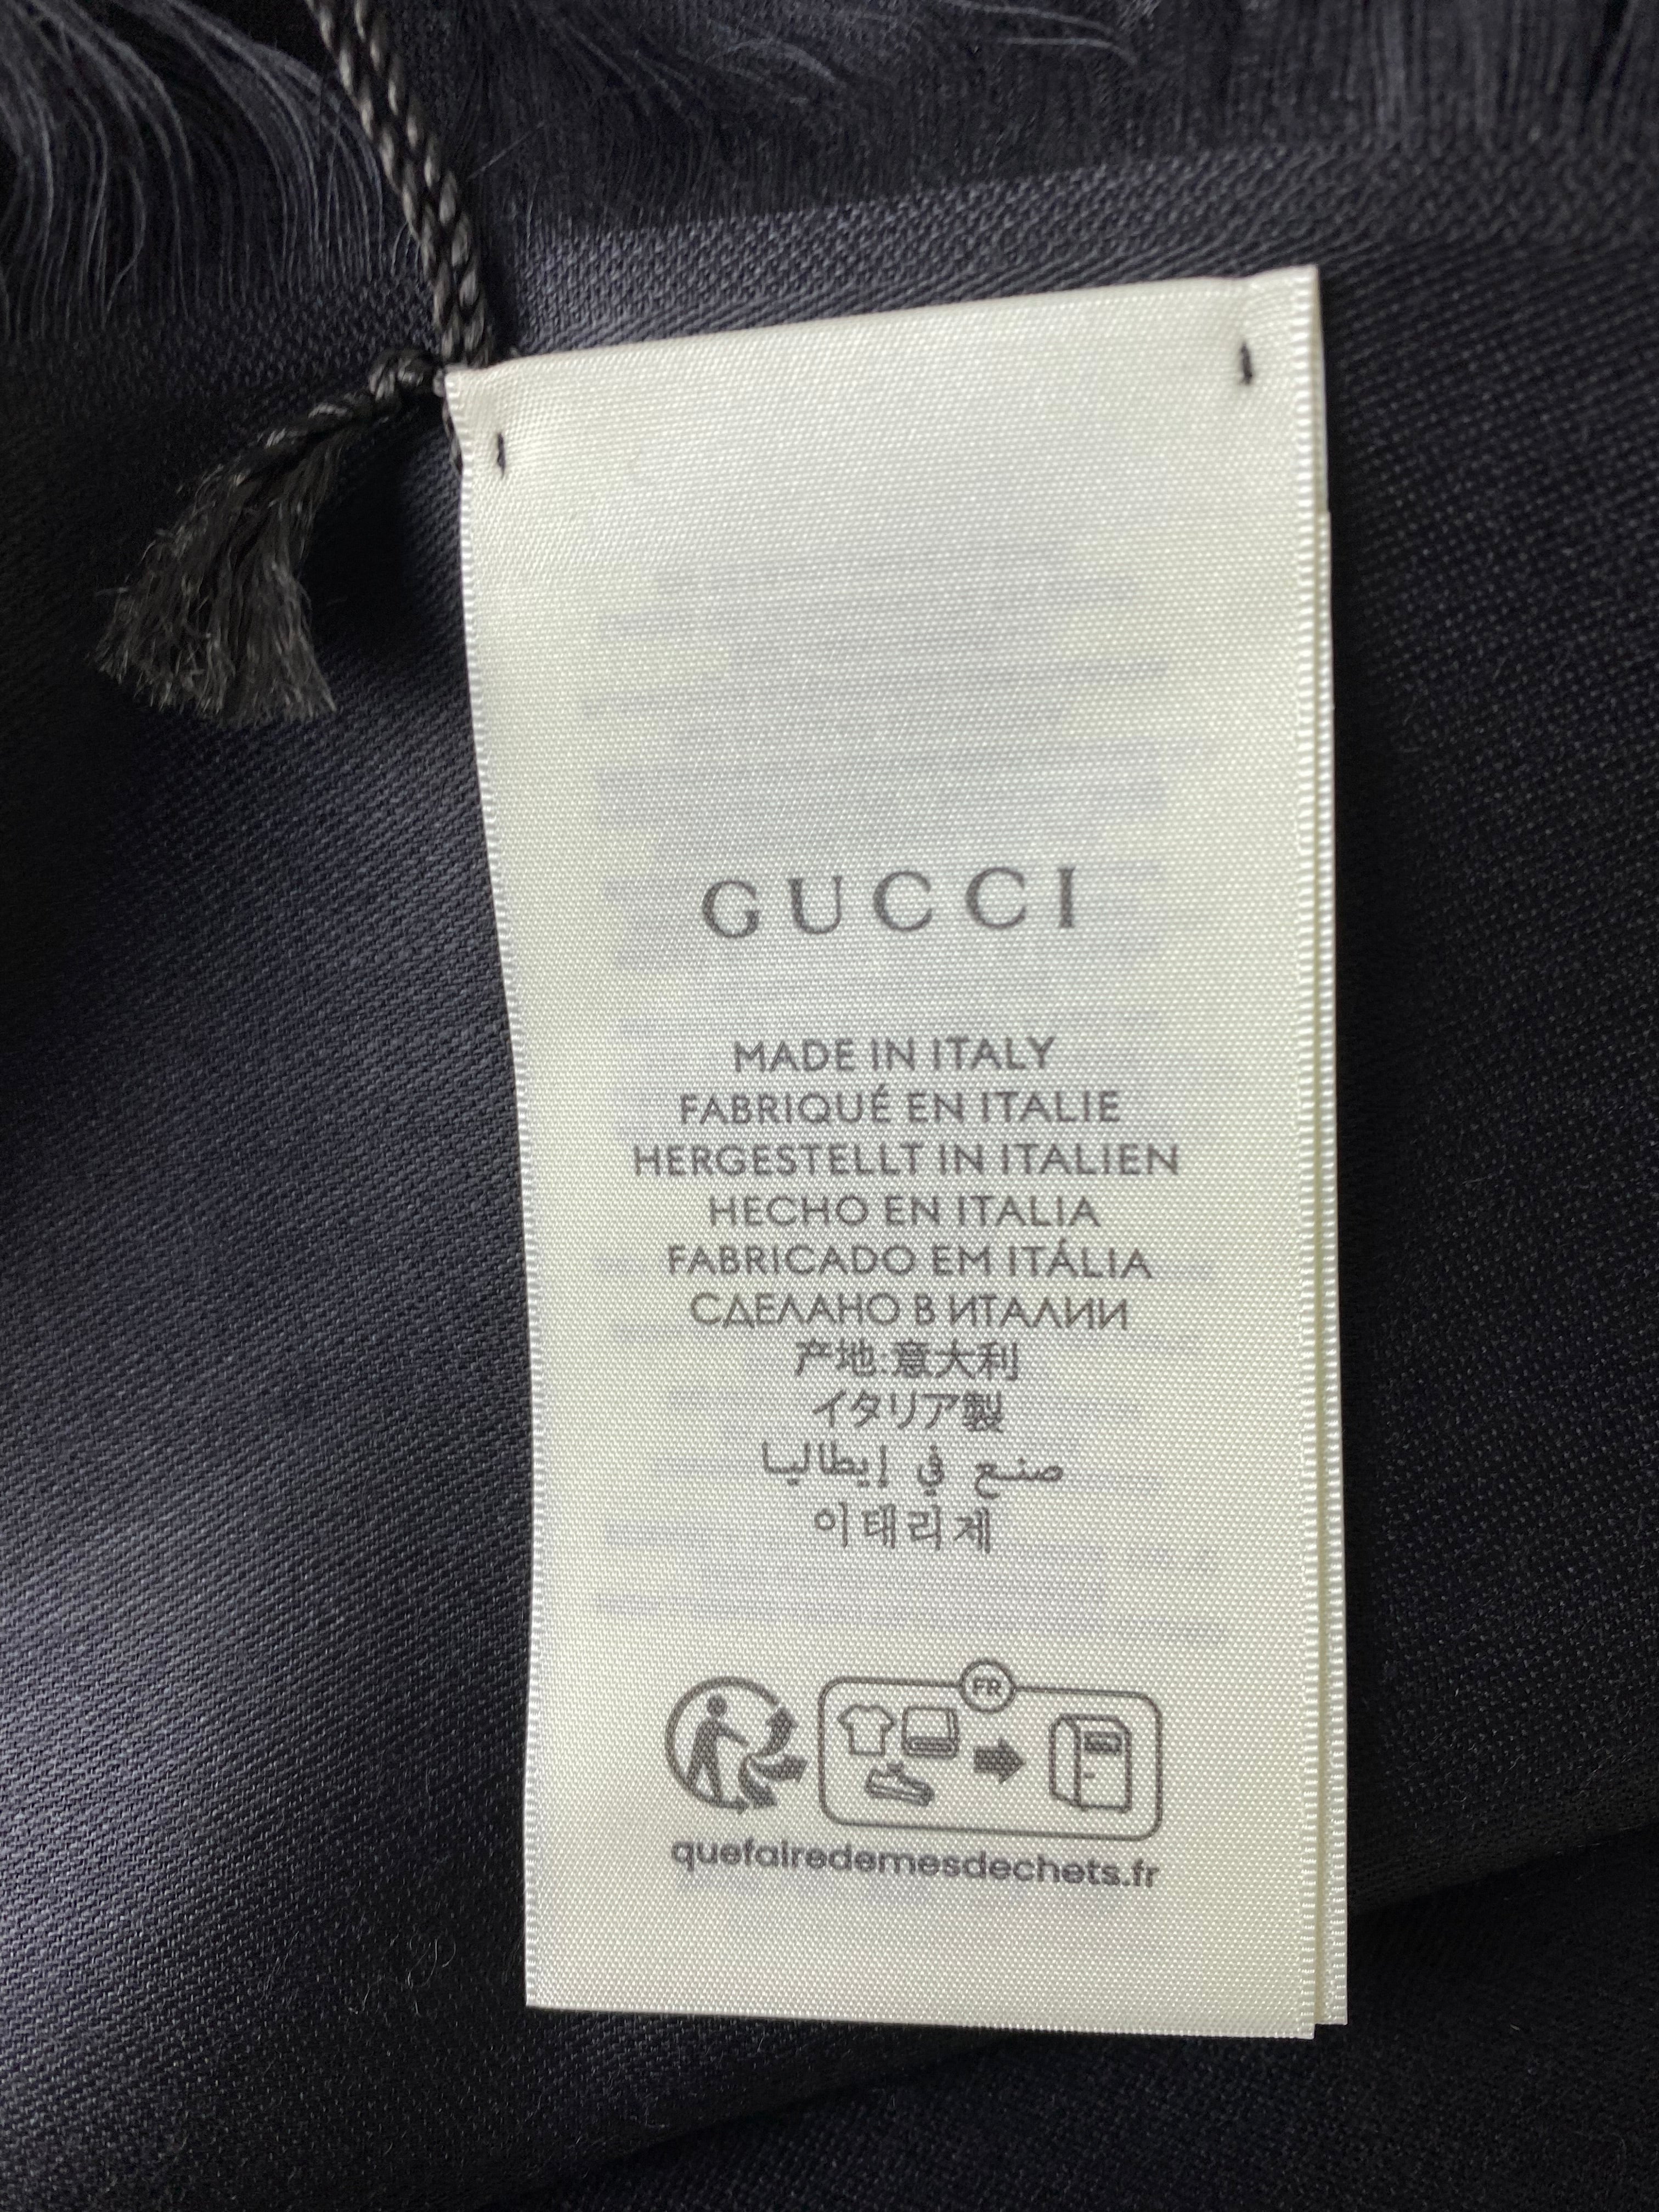 GUCCI
MADE IN ITALY
FABRIQUÉ EN ITALIE
HERGESTELLT IN ITALIEN
HECHO EN ITALIA
FABRICADO EM ITÁLIA
СДЕЛАНО В ИТАЛИИ
产地:意大利
イタリア製
صنع في إيطاليا
이태리제
FR
quefairedemesdechets.fr